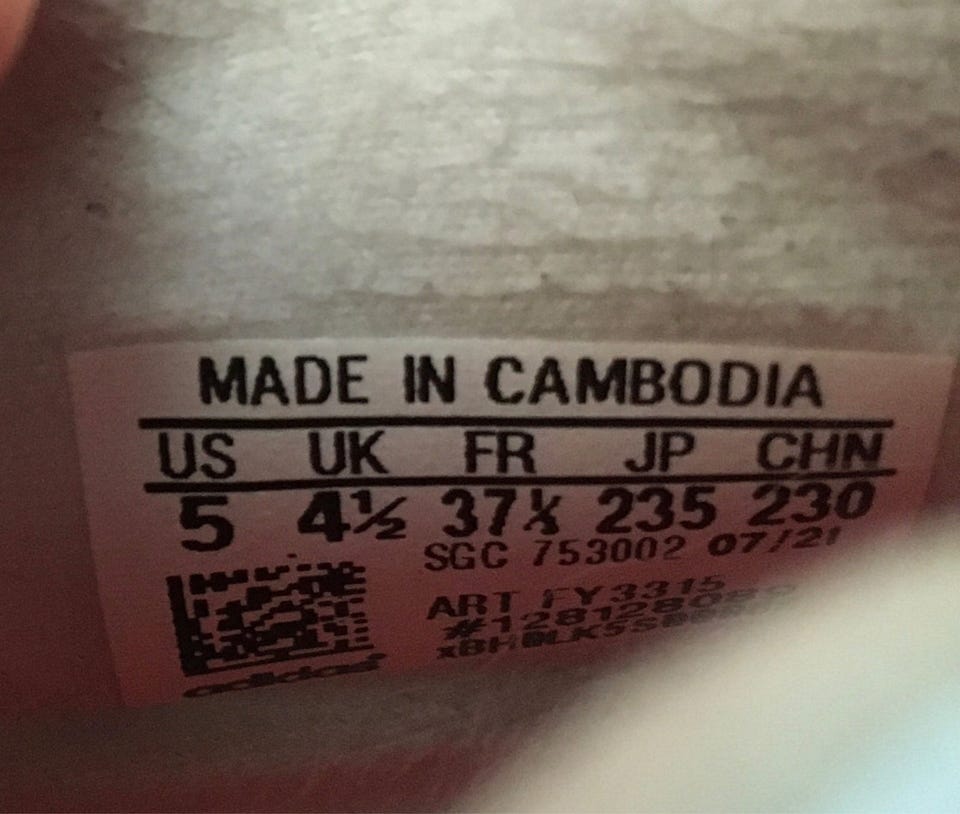 MADE IN CAMBODIA
US UK FR JP CHN
5 4½ 37⅓ 235 230
SGC 753002 07/21
ART FY3315
adidas